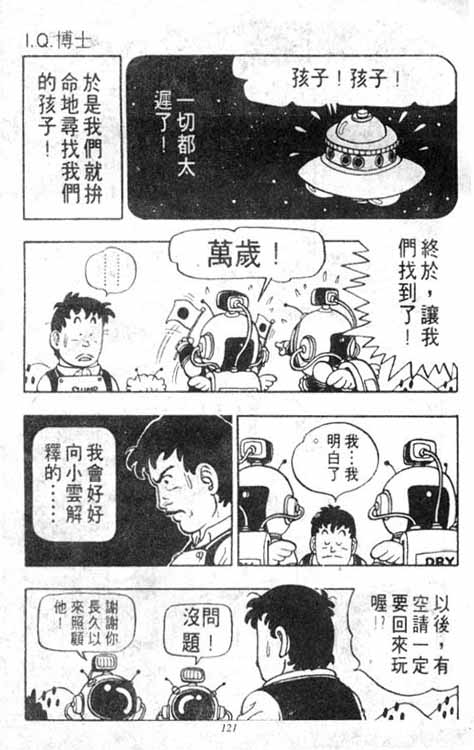 I.Q.博士
孩子！孩子！
一切都太
遲了！
於是我們就拚
命地尋找我們
的孩子！
終於，讓我
們找到了！
萬歲！
…………
SLUMP
我…我
明白了
DRY
我會好好
向小雲解
釋的……
以後，有
空請一定
要回來玩
喔!?
沒問
題！
謝謝你
長久以
來照顧
他！
121